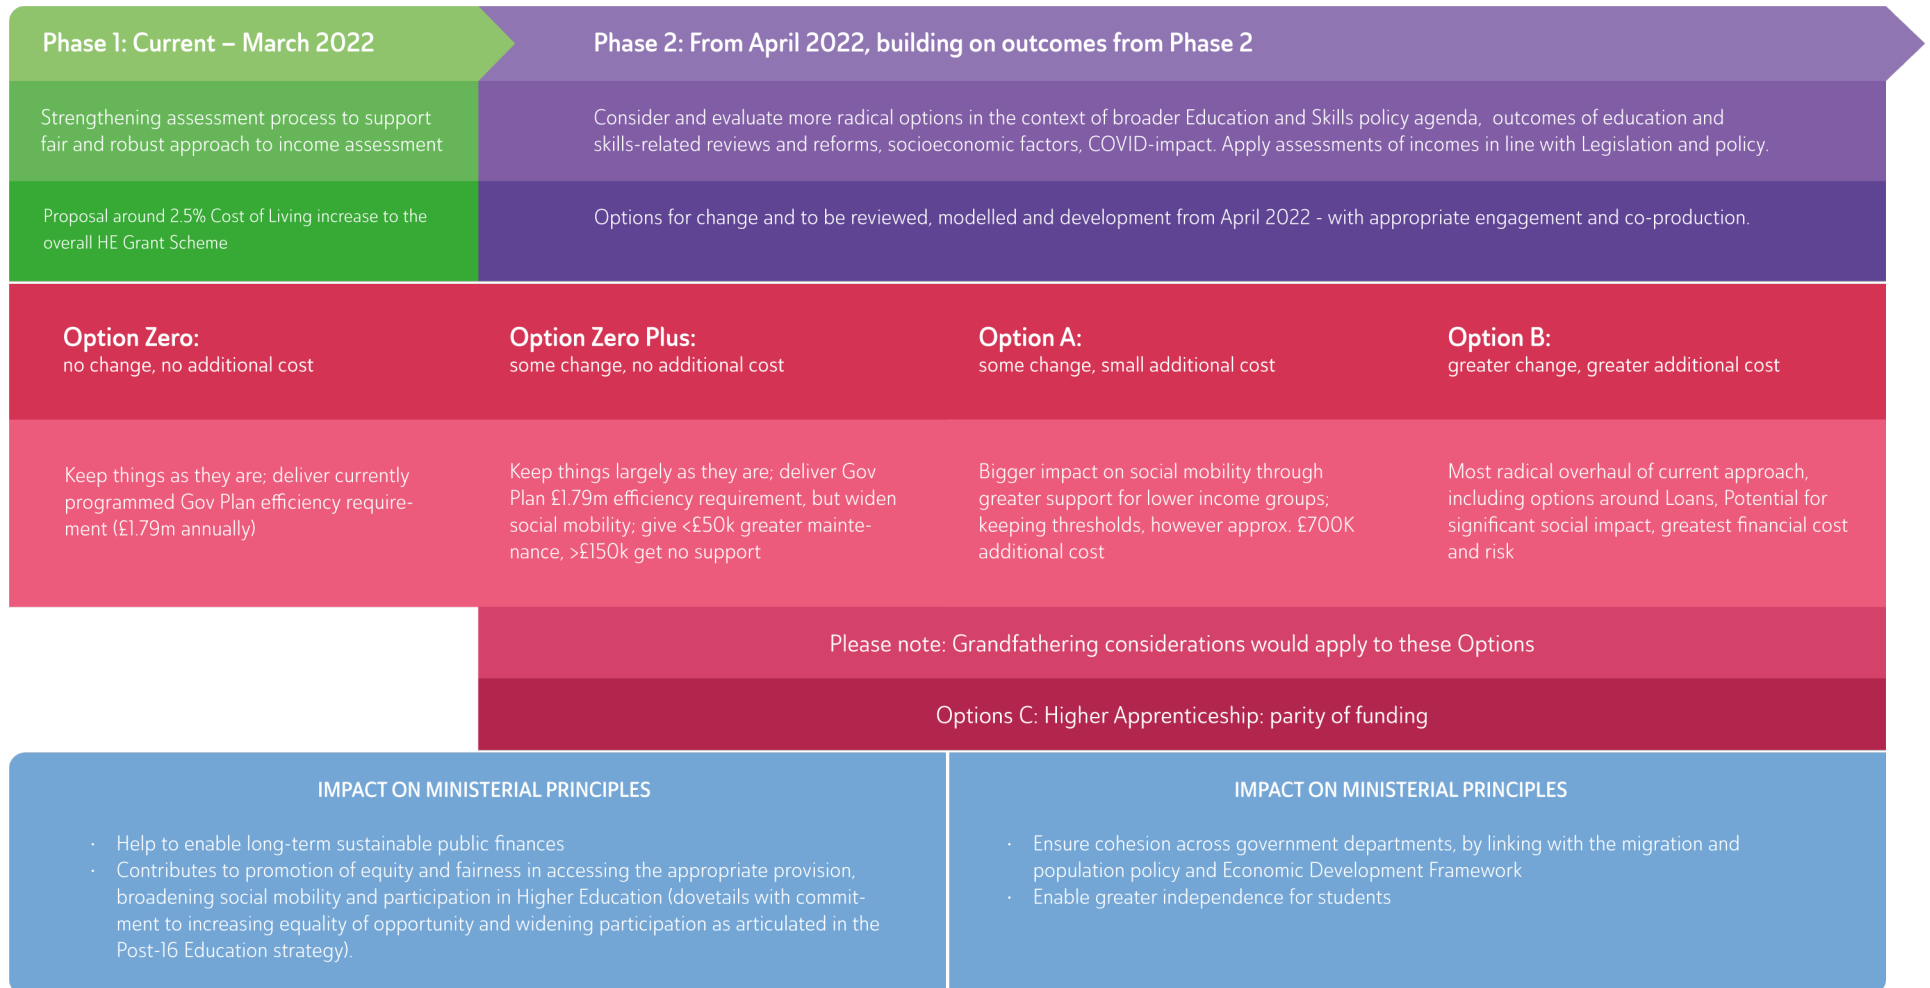 Phase 1: Current – March 2022
Phase 2: From April 2022, building on outcomes from Phase 2
Strengthening assessment process to support
fair and robust approach to income assessment
Consider and evaluate more radical options in the context of broader Education and Skills policy agenda, outcomes of education and
skills-related reviews and reforms, socioeconomic factors, COVID-impact. Apply assessments of incomes in line with Legislation and policy.
Proposal around 2.5% Cost of Living increase to the
overall HE Grant Scheme
Options for change and to be reviewed, modelled and development from April 2022 - with appropriate engagement and co-production.
Option Zero:
no change, no additional cost
Option Zero Plus:
some change, no additional cost
Option A:
some change, small additional cost
Option B:
greater change, greater additional cost
Keep things as they are; deliver currently
programmed Gov Plan efficiency require-
ment (£1.79m annually)
Keep things largely as they are; deliver Gov
Plan £1.79m efficiency requirement, but widen
social mobility; give <£50k greater mainte-
nance, >£150k get no support
Bigger impact on social mobility through
greater support for lower income groups;
keeping thresholds, however approx. £700K
additional cost
Most radical overhaul of current approach,
including options around Loans, Potential for
significant social impact, greatest financial cost
and risk
Please note: Grandfathering considerations would apply to these Options
Options C: Higher Apprenticeship: parity of funding
IMPACT ON MINISTERIAL PRINCIPLES
· Help to enable long-term sustainable public finances
· Contributes to promotion of equity and fairness in accessing the appropriate provision,
broadening social mobility and participation in Higher Education (dovetails with commit-
ment to increasing equality of opportunity and widening participation as articulated in the
Post-16 Education strategy).
IMPACT ON MINISTERIAL PRINCIPLES
· Ensure cohesion across government departments, by linking with the migration and
population policy and Economic Development Framework
· Enable greater independence for students